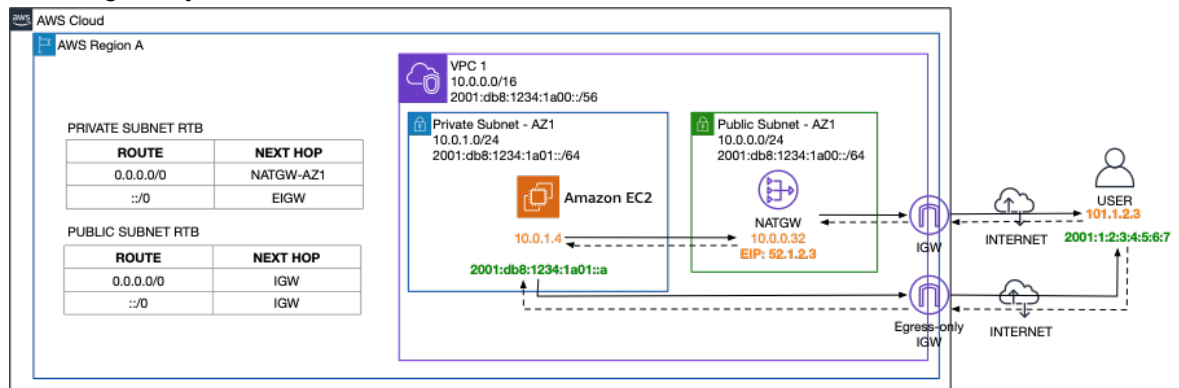 aws
AWS Cloud
AWS Region A
VPC 1
10.0.0.0/16
2001:db8:1234:1a00::/56
PRIVATE SUBNET RTB
ROUTE NEXT HOP
0.0.0.0/0 NATGW-AZ1
::/0 EIGW
PUBLIC SUBNET RTB
ROUTE NEXT HOP
0.0.0.0/0 IGW
::/0 IGW
Private Subnet - AZ1
10.0.1.0/24
2001:db8:1234:1a01::/64
Amazon EC2
10.0.1.4
2001:db8:1234:1a01::a
Public Subnet - AZ1
10.0.0.0/24
2001:db8:1234:1a00::/64
NATGW
10.0.0.32
EIP: 52.1.2.3
IGW
INTERNET
USER
101.1.2.3
2001:1:2:3:4:5:6:7
Egress-only
IGW
INTERNET